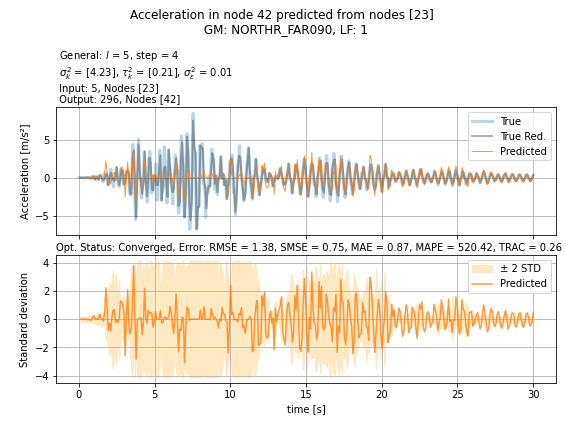 Acceleration in node 42 predicted from nodes [23]
GM: NORTHR_FAR090, LF: 1
General: l = 5, step = 4
σ²ₖ = [4.23], τ²ₖ = [0.21], σ²ₑ = 0.01
Input: 5, Nodes [23]
Output: 296, Nodes [42]
Acceleration [m/s²]
5
0
−5
True
True Red.
Predicted
Opt. Status: Converged, Error: RMSE = 1.38, SMSE = 0.75, MAE = 0.87, MAPE = 520.42, TRAC = 0.26
Standard deviation
4
2
0
−2
−4
± 2 STD
Predicted
0 5 10 15 20 25 30
time [s]